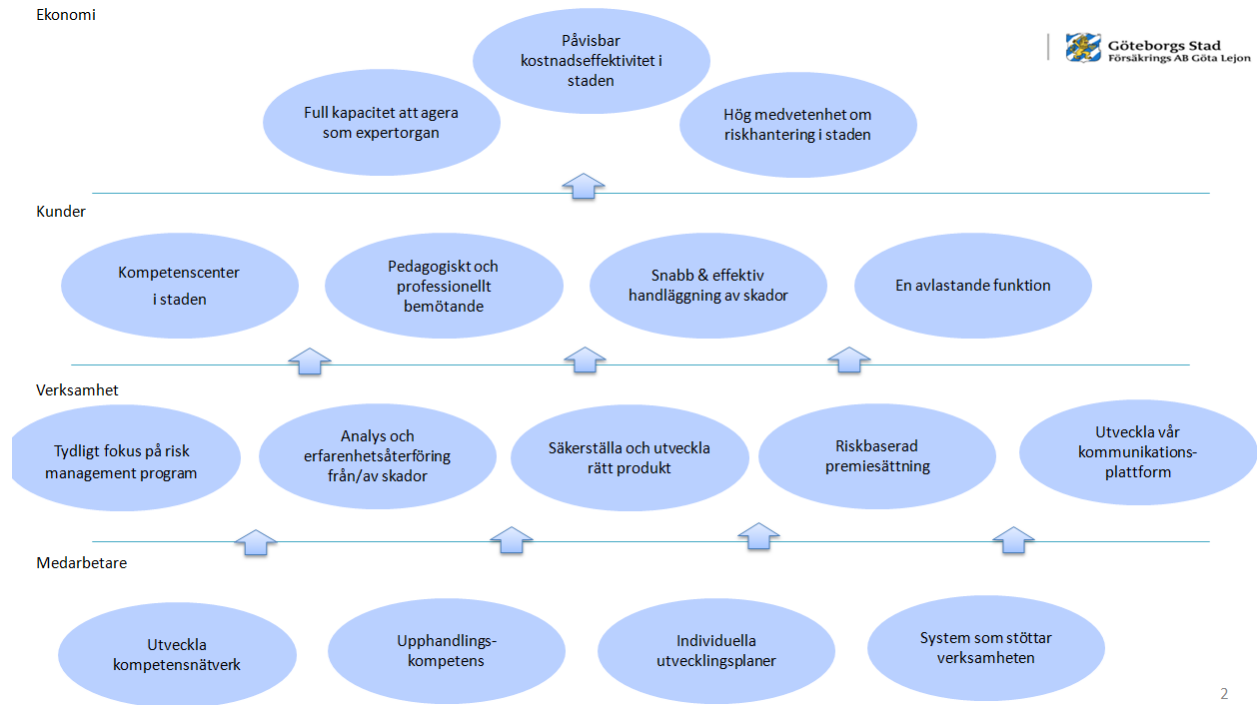 Ekonomi
Göteborgs Stad
Försäkrings AB Göta Lejon
Påvisbar
kostnadseffektivitet i
staden
Full kapacitet att agera
som expertorgan
Hög medvetenhet om
riskhantering i staden
Kunder
Kompetenscenter
i staden
Pedagogiskt och
professionellt
bemötande
Snabb & effektiv
handläggning av skador
En avlastande funktion
Verksamhet
Tydligt fokus på risk
management program
Analys och
erfarenhetsåterföring
från/av skador
Säkerställa och utveckla
rätt produkt
Riskbaserad
premiesättning
Utveckla vår
kommunikations-
plattform
Medarbetare
Utveckla
kompetensnätverk
Upphandlings-
kompetens
Individuella
utvecklingsplaner
System som stöttar
verksamheten
2